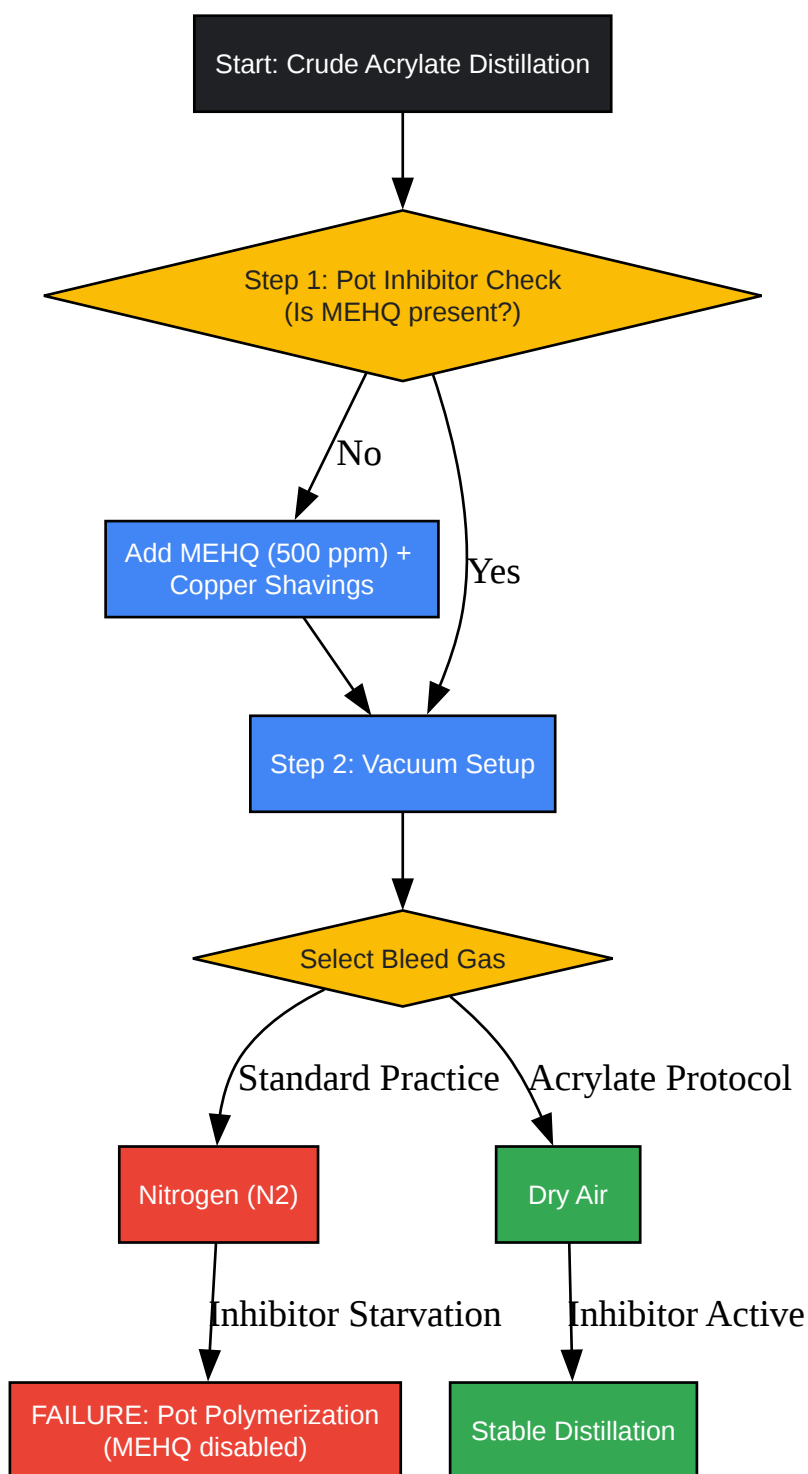 Start: Crude Acrylate Distillation
Step 1: Pot Inhibitor Check
(Is MEHQ present?)
No
Add MEHQ (500 ppm) +
Copper Shavings
Yes
Step 2: Vacuum Setup
Select Bleed Gas
Standard Practice
Acrylate Protocol
Nitrogen (N2)
Dry Air
Inhibitor Starvation
Inhibitor Active
FAILURE: Pot Polymerization
(MEHQ disabled)
Stable Distillation